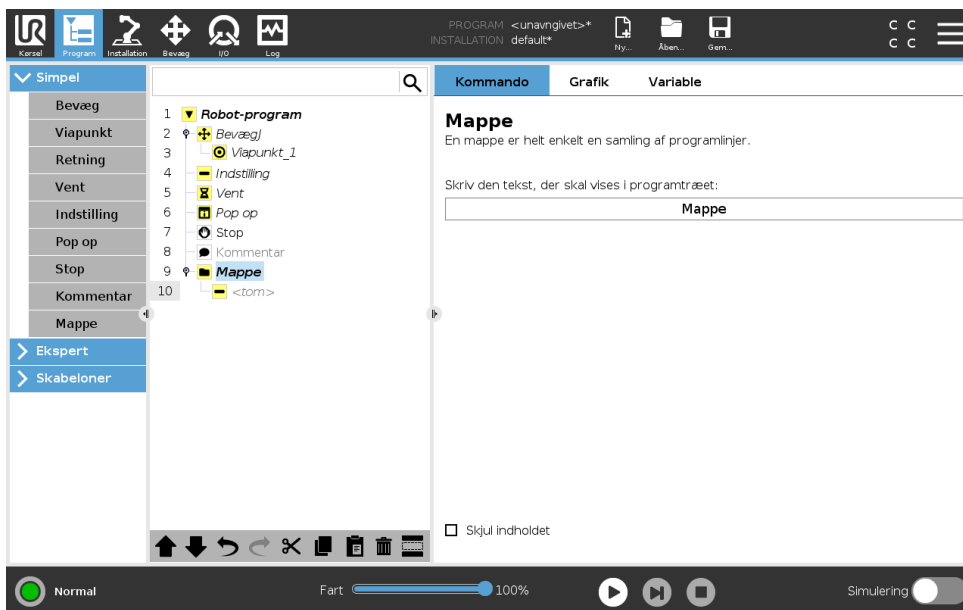 PROGRAM <unavngivet>*
INSTALLATION default*
Kørsel Program Installation Bevæg I/O Log Ny... Åben... Gem...
C C
C C
Simpel
Bevæg
Viapunkt
Retning
Vent
Indstilling
Pop op
Stop
Kommentar
Mappe
Ekspert
Skabeloner
1 Robot-program
2 BevægJ
3 Viapunkt_1
4 Indstilling
5 Vent
6 Pop op
7 Stop
8 Kommentar
9 Mappe
10 <tom>
Kommando Grafik Variable
Mappe
En mappe er helt enkelt en samling af programlinjer.
Skriv den tekst, der skal vises i programtræet:
Mappe
Skjul indholdet
Normal Fart 100% Simulering